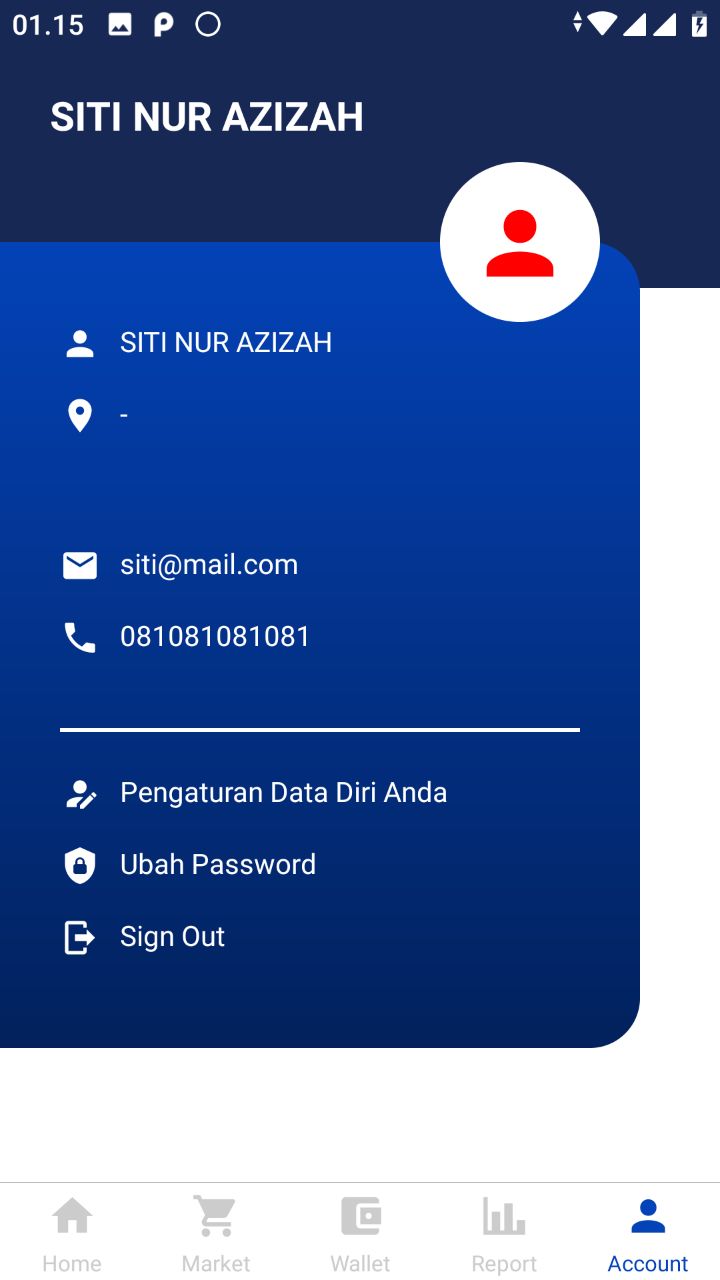 01.15
SITI NUR AZIZAH
SITI NUR AZIZAH
-
siti@mail.com
081081081081
Pengaturan Data Diri Anda
Ubah Password
Sign Out
Home Market Wallet Report Account